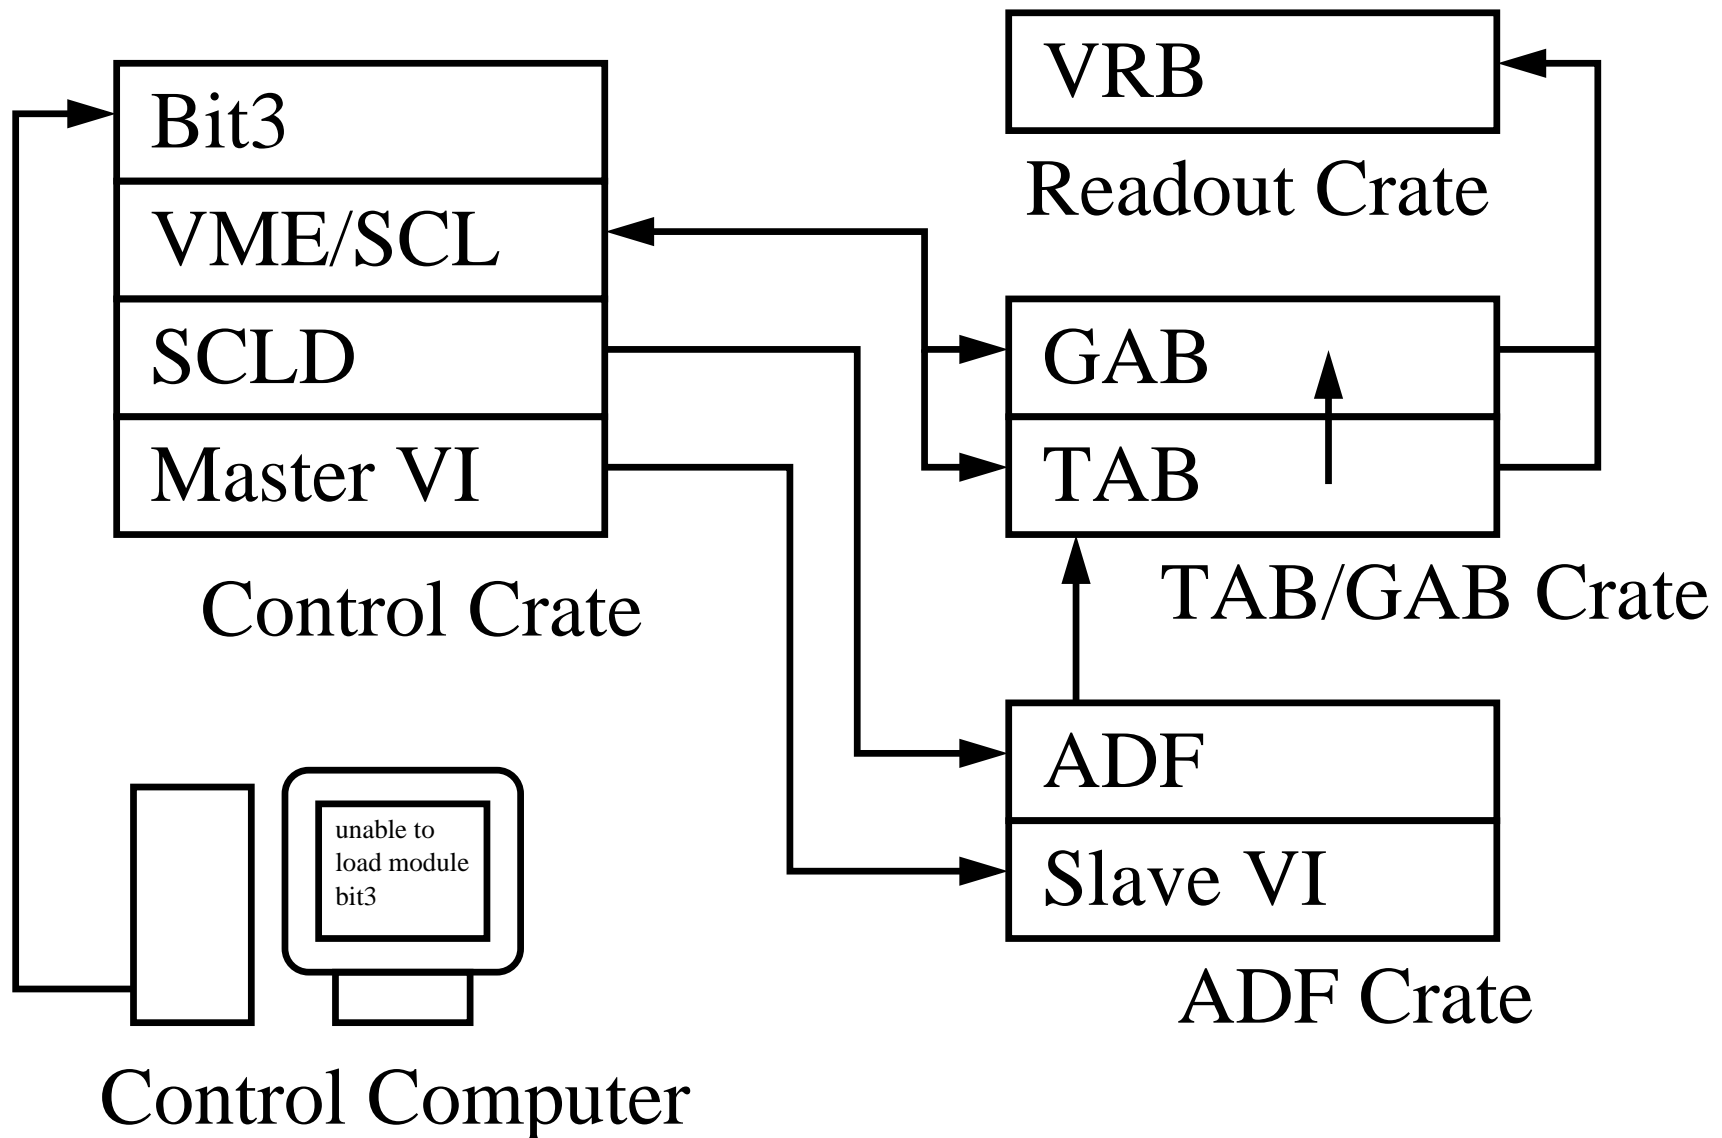 Bit3
VME/SCL
SCLD
Master VI
Control Crate
VRB
Readout Crate
GAB
TAB
TAB/GAB Crate
ADF
Slave VI
ADF Crate
unable to
load module
bit3
Control Computer